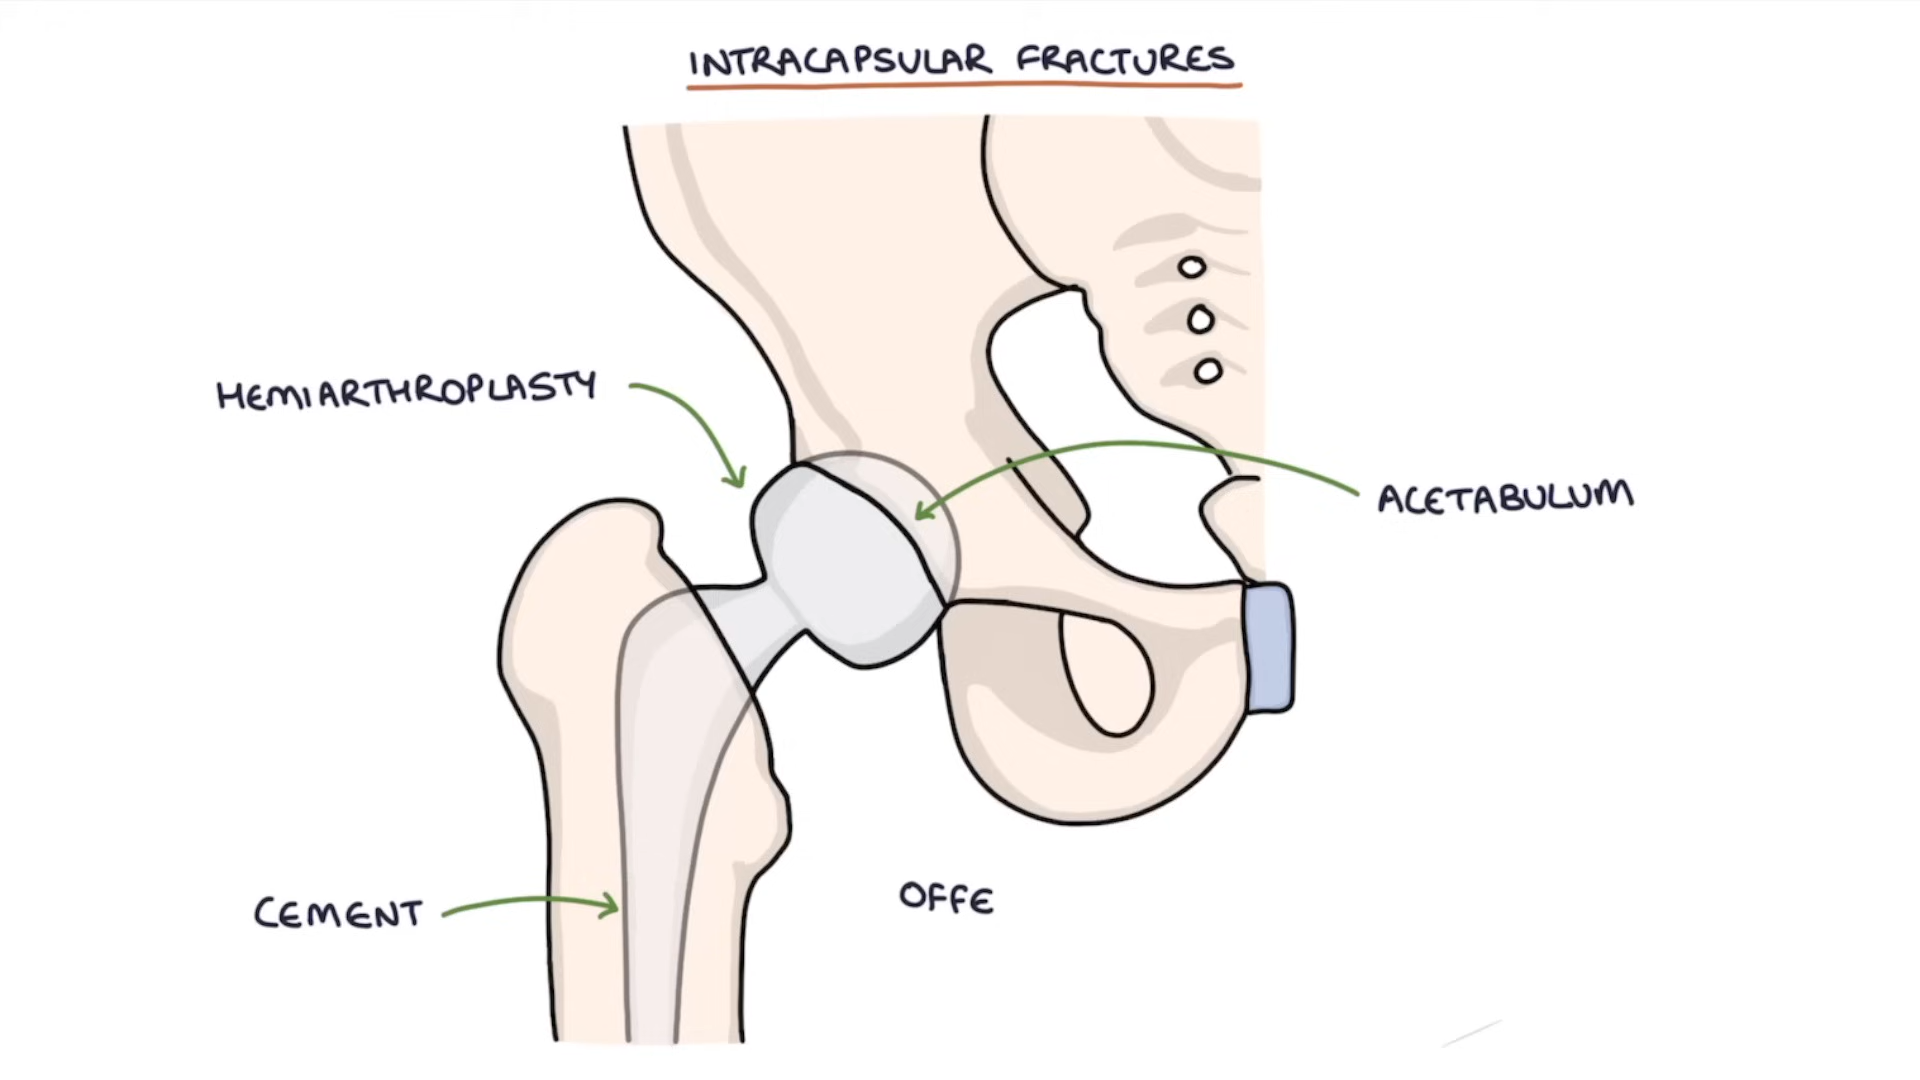 INTRACAPSULAR FRACTURES
HEMIARTHROPLASTY
ACETABULUM
CEMENT
OFFE